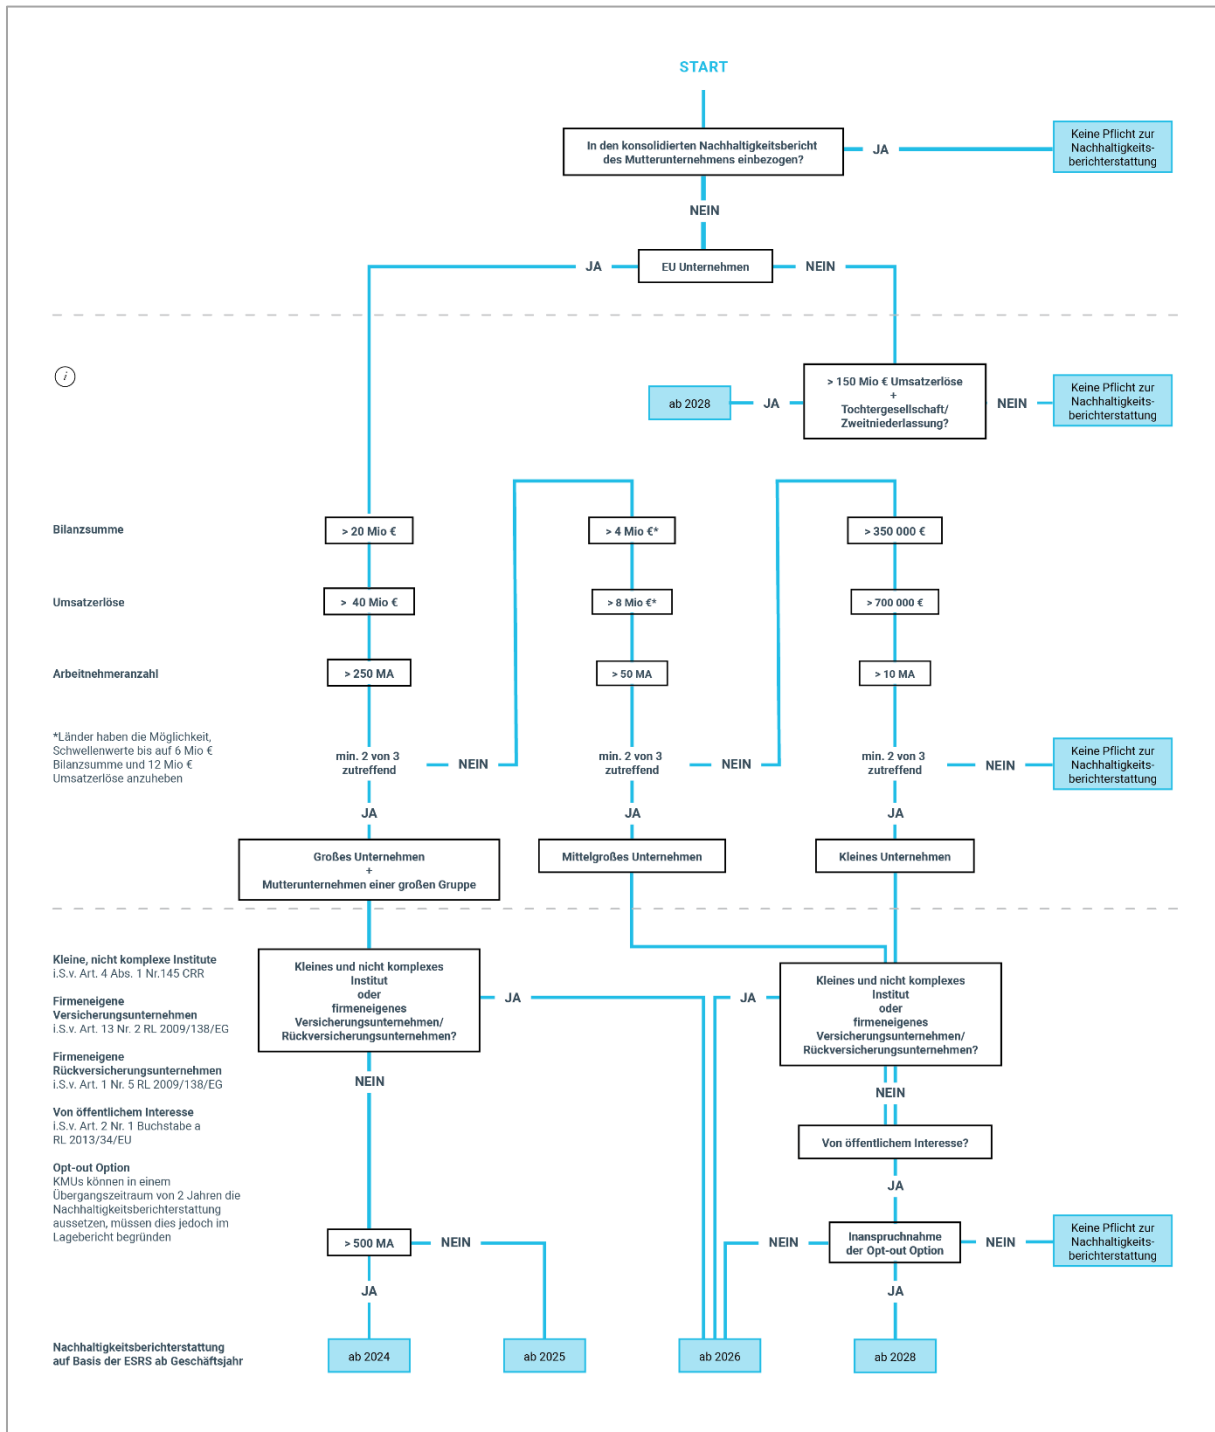 START
In den konsolidierten Nachhaltigkeitsbericht
des Mutterunternehmens einbezogen?
JA
Keine Pflicht zur
Nachhaltigkeits-
berichterstattung
NEIN
JA
EU Unternehmen
NEIN
i
> 150 Mio € Umsatzerlöse
+
Tochtergesellschaft/
Zweitniederlassung?
JA
ab 2028
NEIN
Keine Pflicht zur
Nachhaltigkeits-
berichterstattung
Bilanzsumme
> 20 Mio €
> 4 Mio €*
> 350 000 €
Umsatzerlöse
> 40 Mio €
> 8 Mio €*
> 700 000 €
Arbeitnehmeranzahl
> 250 MA
> 50 MA
> 10 MA
*Länder haben die Möglichkeit,
Schwellenwerte bis auf 6 Mio €
Bilanzsumme und 12 Mio €
Umsatzerlöse anzuheben
min. 2 von 3
zutreffend
NEIN
min. 2 von 3
zutreffend
NEIN
min. 2 von 3
zutreffend
NEIN
Keine Pflicht zur
Nachhaltigkeits-
berichterstattung
JA
JA
JA
Großes Unternehmen
+
Mutterunternehmen einer großen Gruppe
Mittelgroßes Unternehmen
Kleines Unternehmen
Kleine, nicht komplexe Institute
i.S.v. Art. 4 Abs. 1 Nr.145 CRR
Firmeneigene
Versicherungsunternehmen
i.S.v. Art. 13 Nr. 2 RL 2009/138/EG
Firmeneigene
Rückversicherungsunternehmen
i.S.v. Art. 1 Nr. 5 RL 2009/138/EG
Von öffentlichem Interesse
i.S.v. Art. 2 Nr. 1 Buchstabe a
RL 2013/34/EU
Opt-out Option
KMUs können in einem
Übergangszeitraum von 2 Jahren die
Nachhaltigkeitsberichterstattung
aussetzen, müssen dies jedoch im
Lagebericht begründen
Kleines und nicht komplexes
Institut
oder
firmeneigenes
Versicherungsunternehmen/
Rückversicherungsunternehmen?
JA
JA
Kleines und nicht komplexes
Institut
oder
firmeneigenes
Versicherungsunternehmen/
Rückversicherungsunternehmen?
NEIN
NEIN
Von öffentlichem Interesse?
JA
> 500 MA
NEIN
NEIN
Inanspruchnahme
der Opt-out Option
NEIN
Keine Pflicht zur
Nachhaltigkeits-
berichterstattung
JA
JA
Nachhaltigkeitsberichterstattung
auf Basis der ESRS ab Geschäftsjahr
ab 2024
ab 2025
ab 2026
ab 2028